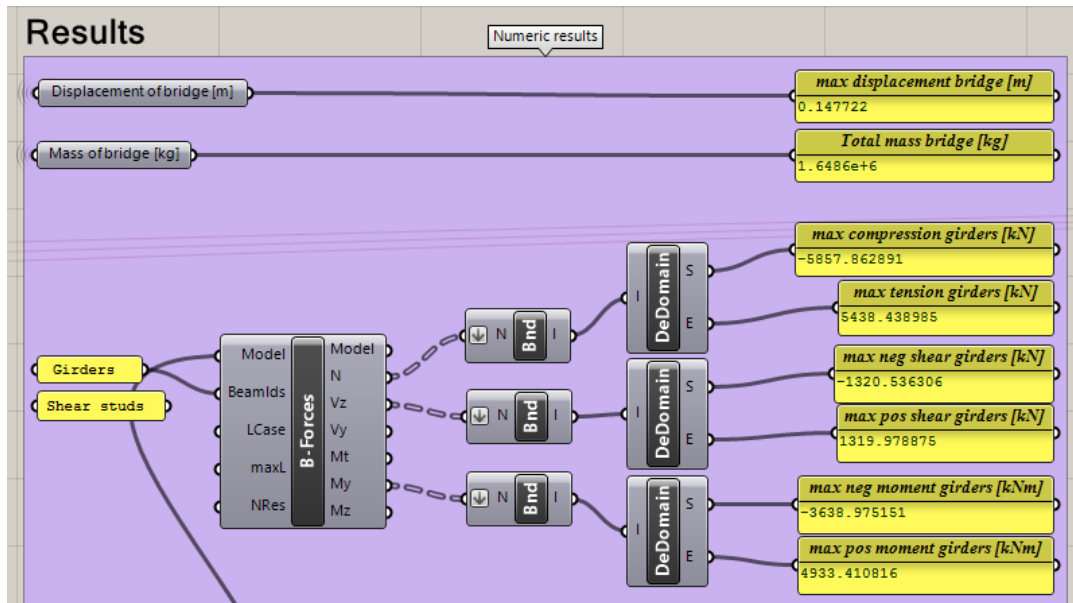 Results
Numeric results
Displacement of bridge [m]
max displacement bridge [m]
0.147722
Mass of bridge [kg]
Total mass bridge [kg]
1.6486e+6
max compression girders [kN]
-5857.862891
max tension girders [kN]
5438.438985
I DeDomain S E
N Bnd I
Girders
Shear studs
Model BeamIds LCase maxL NRes
B-Forces
Model N Vz Vy Mt My Mz
max neg shear girders [kN]
-1320.536306
max pos shear girders [kN]
1319.978875
I DeDomain S E
N Bnd I
max neg moment girders [kNm]
-3638.975151
max pos moment girders [kNm]
4933.410816
I DeDomain S E
N Bnd I